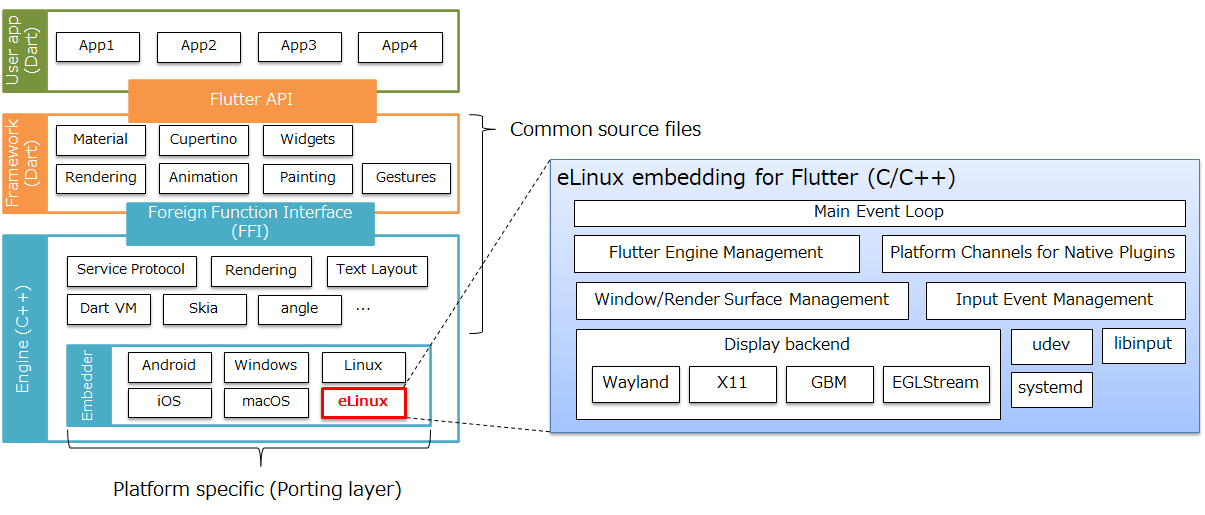 User app
(Dart)
App1
App2
App3
App4
Flutter API
Framework
(Dart)
Material
Cupertino
Widgets
Rendering
Animation
Painting
Gestures
Common source files
Foreign Function Interface
(FFI)
Engine (C++)
Service Protocol
Rendering
Text Layout
Dart VM
Skia
angle
...
Embedder
Android
Windows
Linux
iOS
macOS
eLinux
Platform specific (Porting layer)
eLinux embedding for Flutter (C/C++)
Main Event Loop
Flutter Engine Management
Platform Channels for Native Plugins
Window/Render Surface Management
Input Event Management
Display backend
Wayland
X11
GBM
EGLStream
udev
libinput
systemd